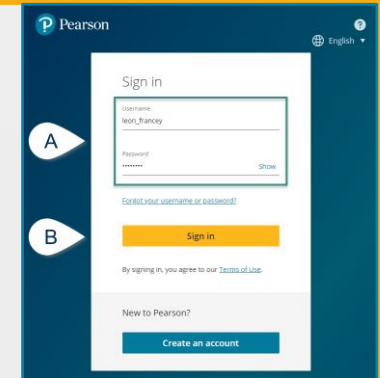 Pearson
?
English
Sign in
Username
leon_francey
A
Password
••••••••
Show
Forgot your username or password?
B
Sign in
By signing in, you agree to our Terms of Use.
New to Pearson?
Create an account